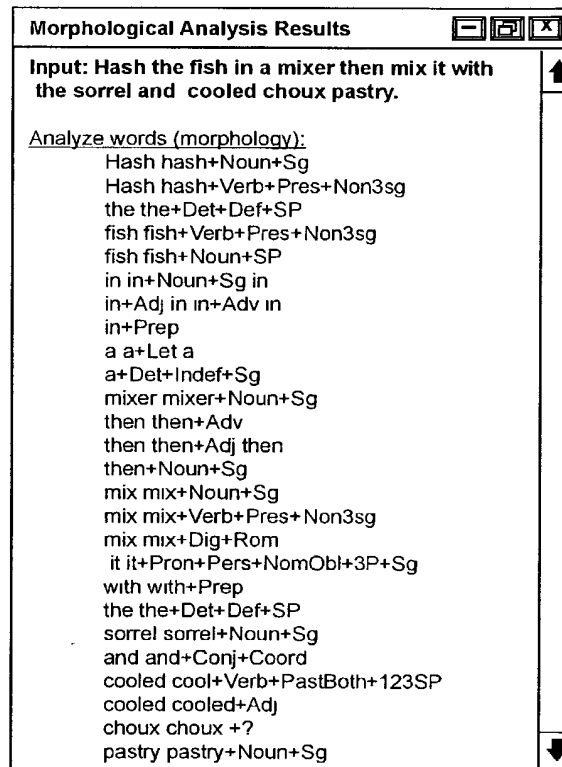 Morphological Analysis Results
Input: Hash the fish in a mixer then mix it with
the sorrel and cooled choux pastry.
Analyze words (morphology):
Hash hash+Noun+Sg
Hash hash+Verb+Pres+Non3sg
the the+Det+Def+SP
fish fish+Verb+Pres+Non3sg
fish fish+Noun+SP
in in+Noun+Sg in
in+Adj in in+Adv in
in+Prep
a a+Let a
a+Det+Indef+Sg
mixer mixer+Noun+Sg
then then+Adv
then then+Adj then
then+Noun+Sg
mix mix+Noun+Sg
mix mix+Verb+Pres+Non3sg
mix mix+Dig+Rom
it it+Pron+Pers+NomObl+3P+Sg
with with+Prep
the the+Det+Def+SP
sorrel sorrel+Noun+Sg
and and+Conj+Coord
cooled cool+Verb+PastBoth+123SP
cooled cooled+Adj
choux choux +?
pastry pastry+Noun+Sg